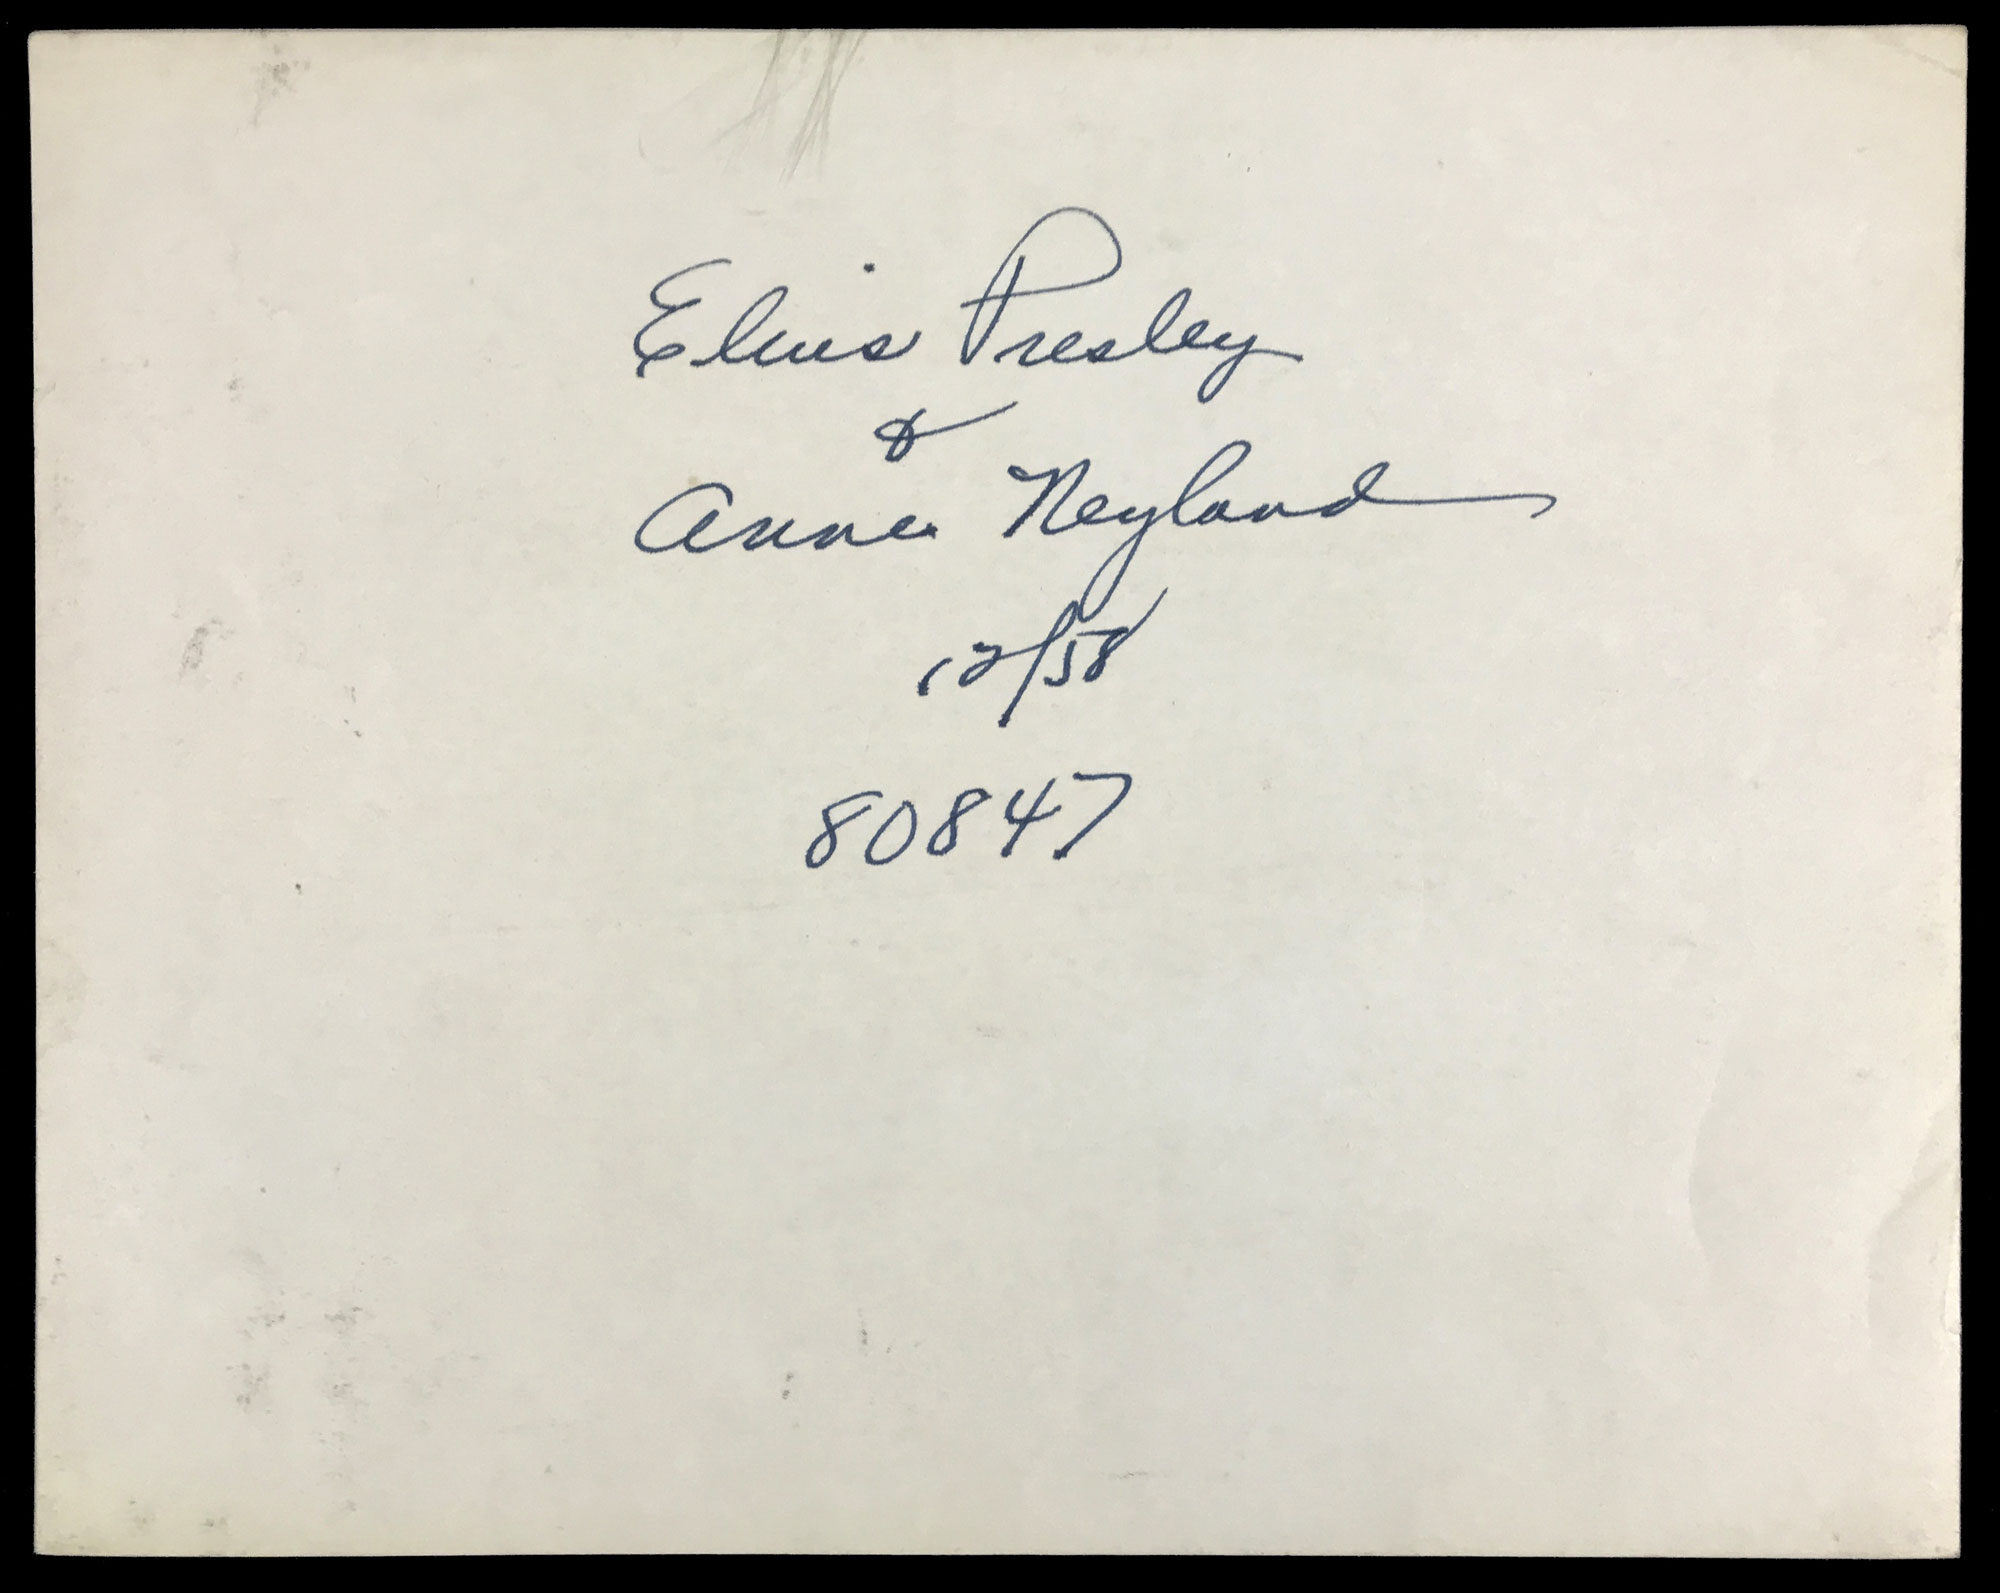 Elvis Presley
&
Anne Neyland
12/58
80847